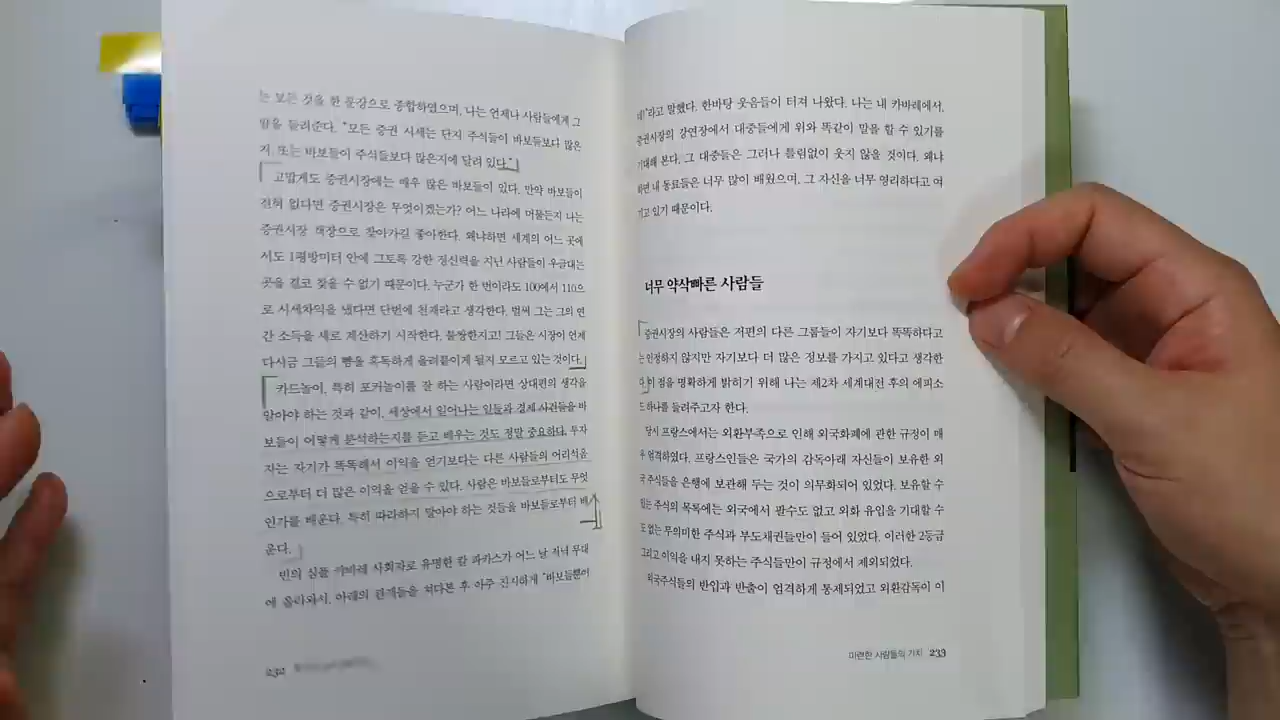 는 모든 것을 한 문장으로 종합하였으며, 나는 언제나 사람들에게 그
말을 들려준다. "모든 증권 시세는 단지 주식들이 바보들보다 많은
지, 또는 바보들이 주식들보다 많은지에 달려 있다."
고맙게도 증권시장에는 매우 많은 바보들이 있다. 만약 바보들이
전혀 없다면 증권시장은 무엇이겠는가? 어느 나라에 머물든지 나는
증권시장 객장으로 찾아가길 좋아한다. 왜냐하면 세계의 어느 곳에
서도 1평방미터 안에 그토록 강한 정신력을 지닌 사람들이 우글대는
곳을 결코 찾을 수 없기 때문이다. 누군가 한 번이라도 100에서 110으
로 시세차익을 냈다면 단번에 천재라고 생각한다. 벌써 그는 그의 연
간 소득을 새로 계산하기 시작한다. 불쌍한지고! 그들은 시장이 언제
다시금 그들의 뺨을 혹독하게 올려붙이게 될지 모르고 있는 것이다.
카드놀이, 특히 포커놀이를 잘 하는 사람이라면 상대편의 생각을
알아야 하는 것과 같이, 세상에서 일어나는 일들과 경제 사건들을 바
보들이 어떻게 분석하는지를 듣고 배우는 것도 정말 중요하다. 투자
자는 자기가 똑똑해서 이익을 얻기보다는 다른 사람들의 어리석음
으로부터 더 많은 이익을 얻을 수 있다. 사람은 바보들로부터도 무엇
인가를 배운다. 특히 따라하지 말아야 하는 것들을 바보들로부터 배
운다.
빈의 심플 카바레 사회자로 유명한 칼 파카스가 어느 날 저녁 무대
에 올라와서, 아래의 관객들을 쳐다본 후 아주 진지하게 "바보들뿐이
232
네!"라고 말했다. 한바탕 웃음들이 터져 나왔다. 나는 내 카바레에서,
증권시장의 강연장에서 대중들에게 위와 똑같이 말을 할 수 있기를
기대해 본다. 그 대중들은 그러나 틀림없이 웃지 않을 것이다. 왜냐
하면 내 동료들은 너무 많이 배웠으며, 그 자신을 너무 영리하다고 여
기고 있기 때문이다.
너무 약삭빠른 사람들
증권시장의 사람들은 저편의 다른 그룹들이 자기보다 똑똑하다고
는 인정하지 않지만 자기보다 더 많은 정보를 가지고 있다고 생각한
다. 이 점을 명확하게 밝히기 위해 나는 제2차 세계대전 후의 에피소
드 하나를 들려주고자 한다.
당시 프랑스에서는 외환부족으로 인해 외국화폐에 관한 규정이 매
우 엄격하였다. 프랑스인들은 국가의 감독아래 자신들이 보유한 외
국 주식들을 은행에 보관해 두는 것이 의무화되어 있었다. 보유할 수
있는 주식의 목록에는 외국에서 팔수도 없고 외화 유입을 기대할 수
도 없는 무의미한 주식과 부도채권들만이 들어 있었다. 이러한 2등급
그리고 이익을 내지 못하는 주식들만이 규정에서 제외되었다.
외국주식들의 반입과 반출이 엄격하게 통제되었고 외환감독이 이
미련한 사람들의 가치 233